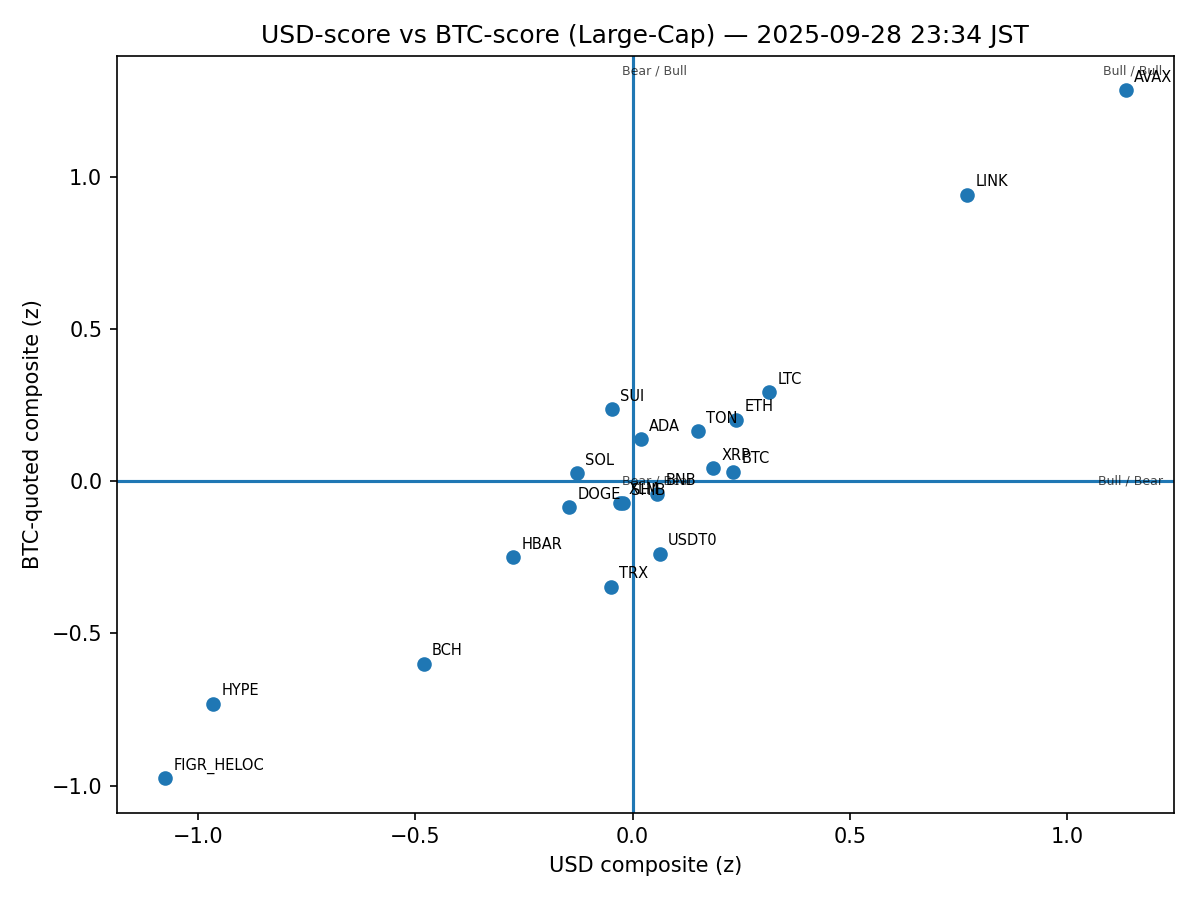 USD-score vs BTC-score (Large-Cap) — 2025-09-28 23:34 JST
Bear / Bull
Bull / Bull
AVAX
1.0
LINK
BTC-quoted composite (z)
0.5
LTC
SUI
ETH
TON
ADA
XRP
BTC
SOL
0.0
Bear / Bear
BNB
Bull / Bear
DOGE
XLM
HBAR
USDT0
TRX
−0.5
BCH
HYPE
FIGR_HELOC
−1.0
−1.0
−0.5
0.0
0.5
1.0
USD composite (z)